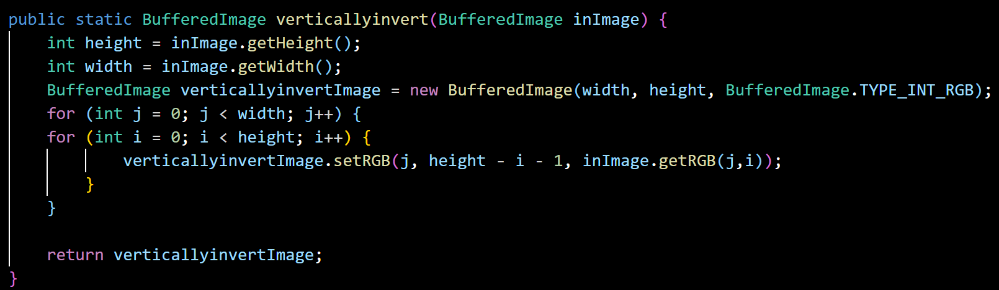 public static BufferedImage verticallyinvert(BufferedImage inImage) {
    int height = inImage.getHeight();
    int width = inImage.getWidth();
    BufferedImage verticallyinvertImage = new BufferedImage(width, height, BufferedImage.TYPE_INT_RGB);
    for (int j = 0; j < width; j++) {
    for (int i = 0; i < height; i++) {
            verticallyinvertImage.setRGB(j, height - i - 1, inImage.getRGB(j,i));
        }
    }

    return verticallyinvertImage;
}